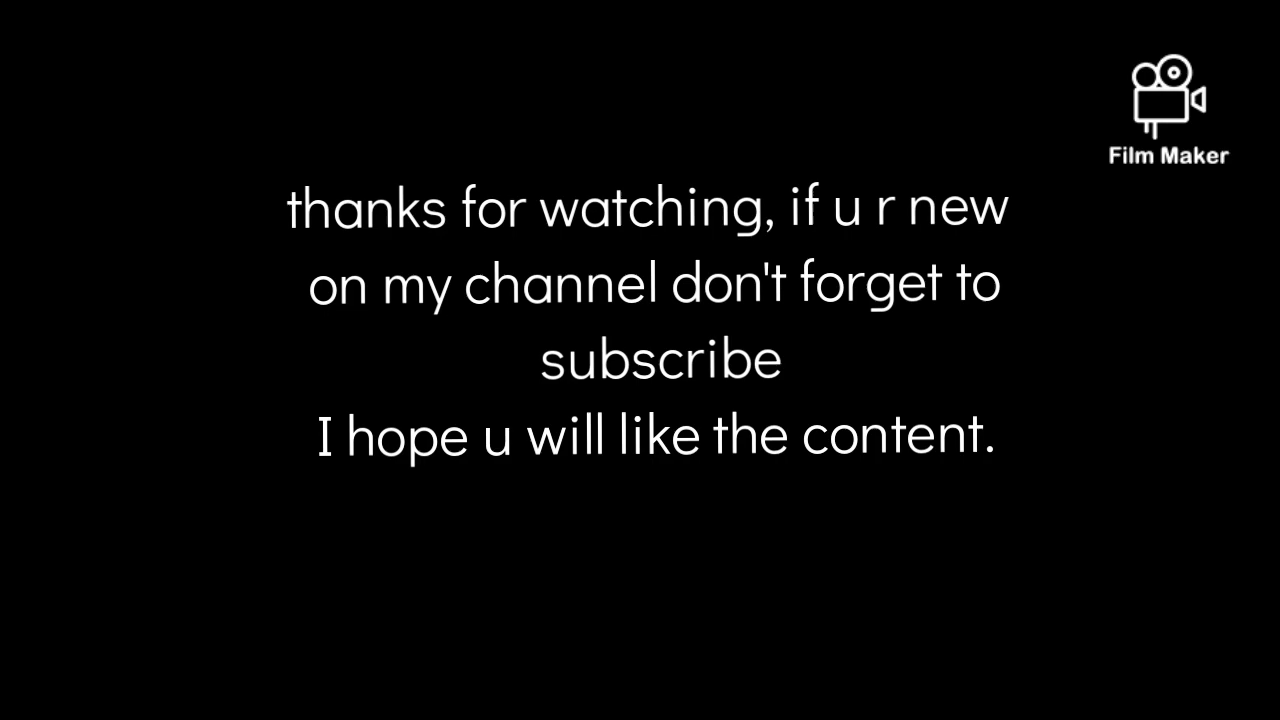 Film Maker
thanks for watching, if u r new
on my channel don't forget to
subscribe
I hope u will like the content.